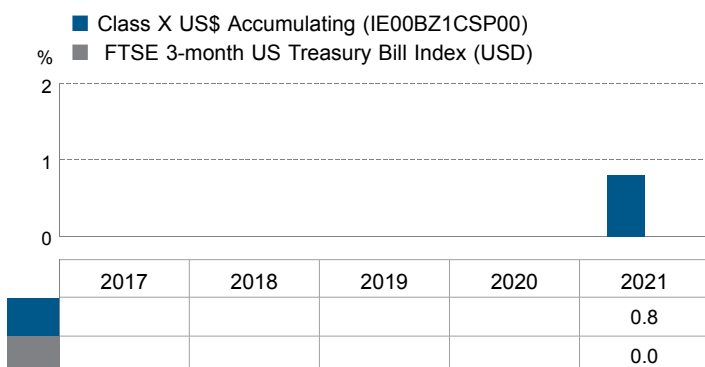 Class X US$ Accumulating (IE00BZ1CSP00)
% FTSE 3-month US Treasury Bill Index (USD)
2
1
0
2017 2018 2019 2020 2021
0.8
0.0